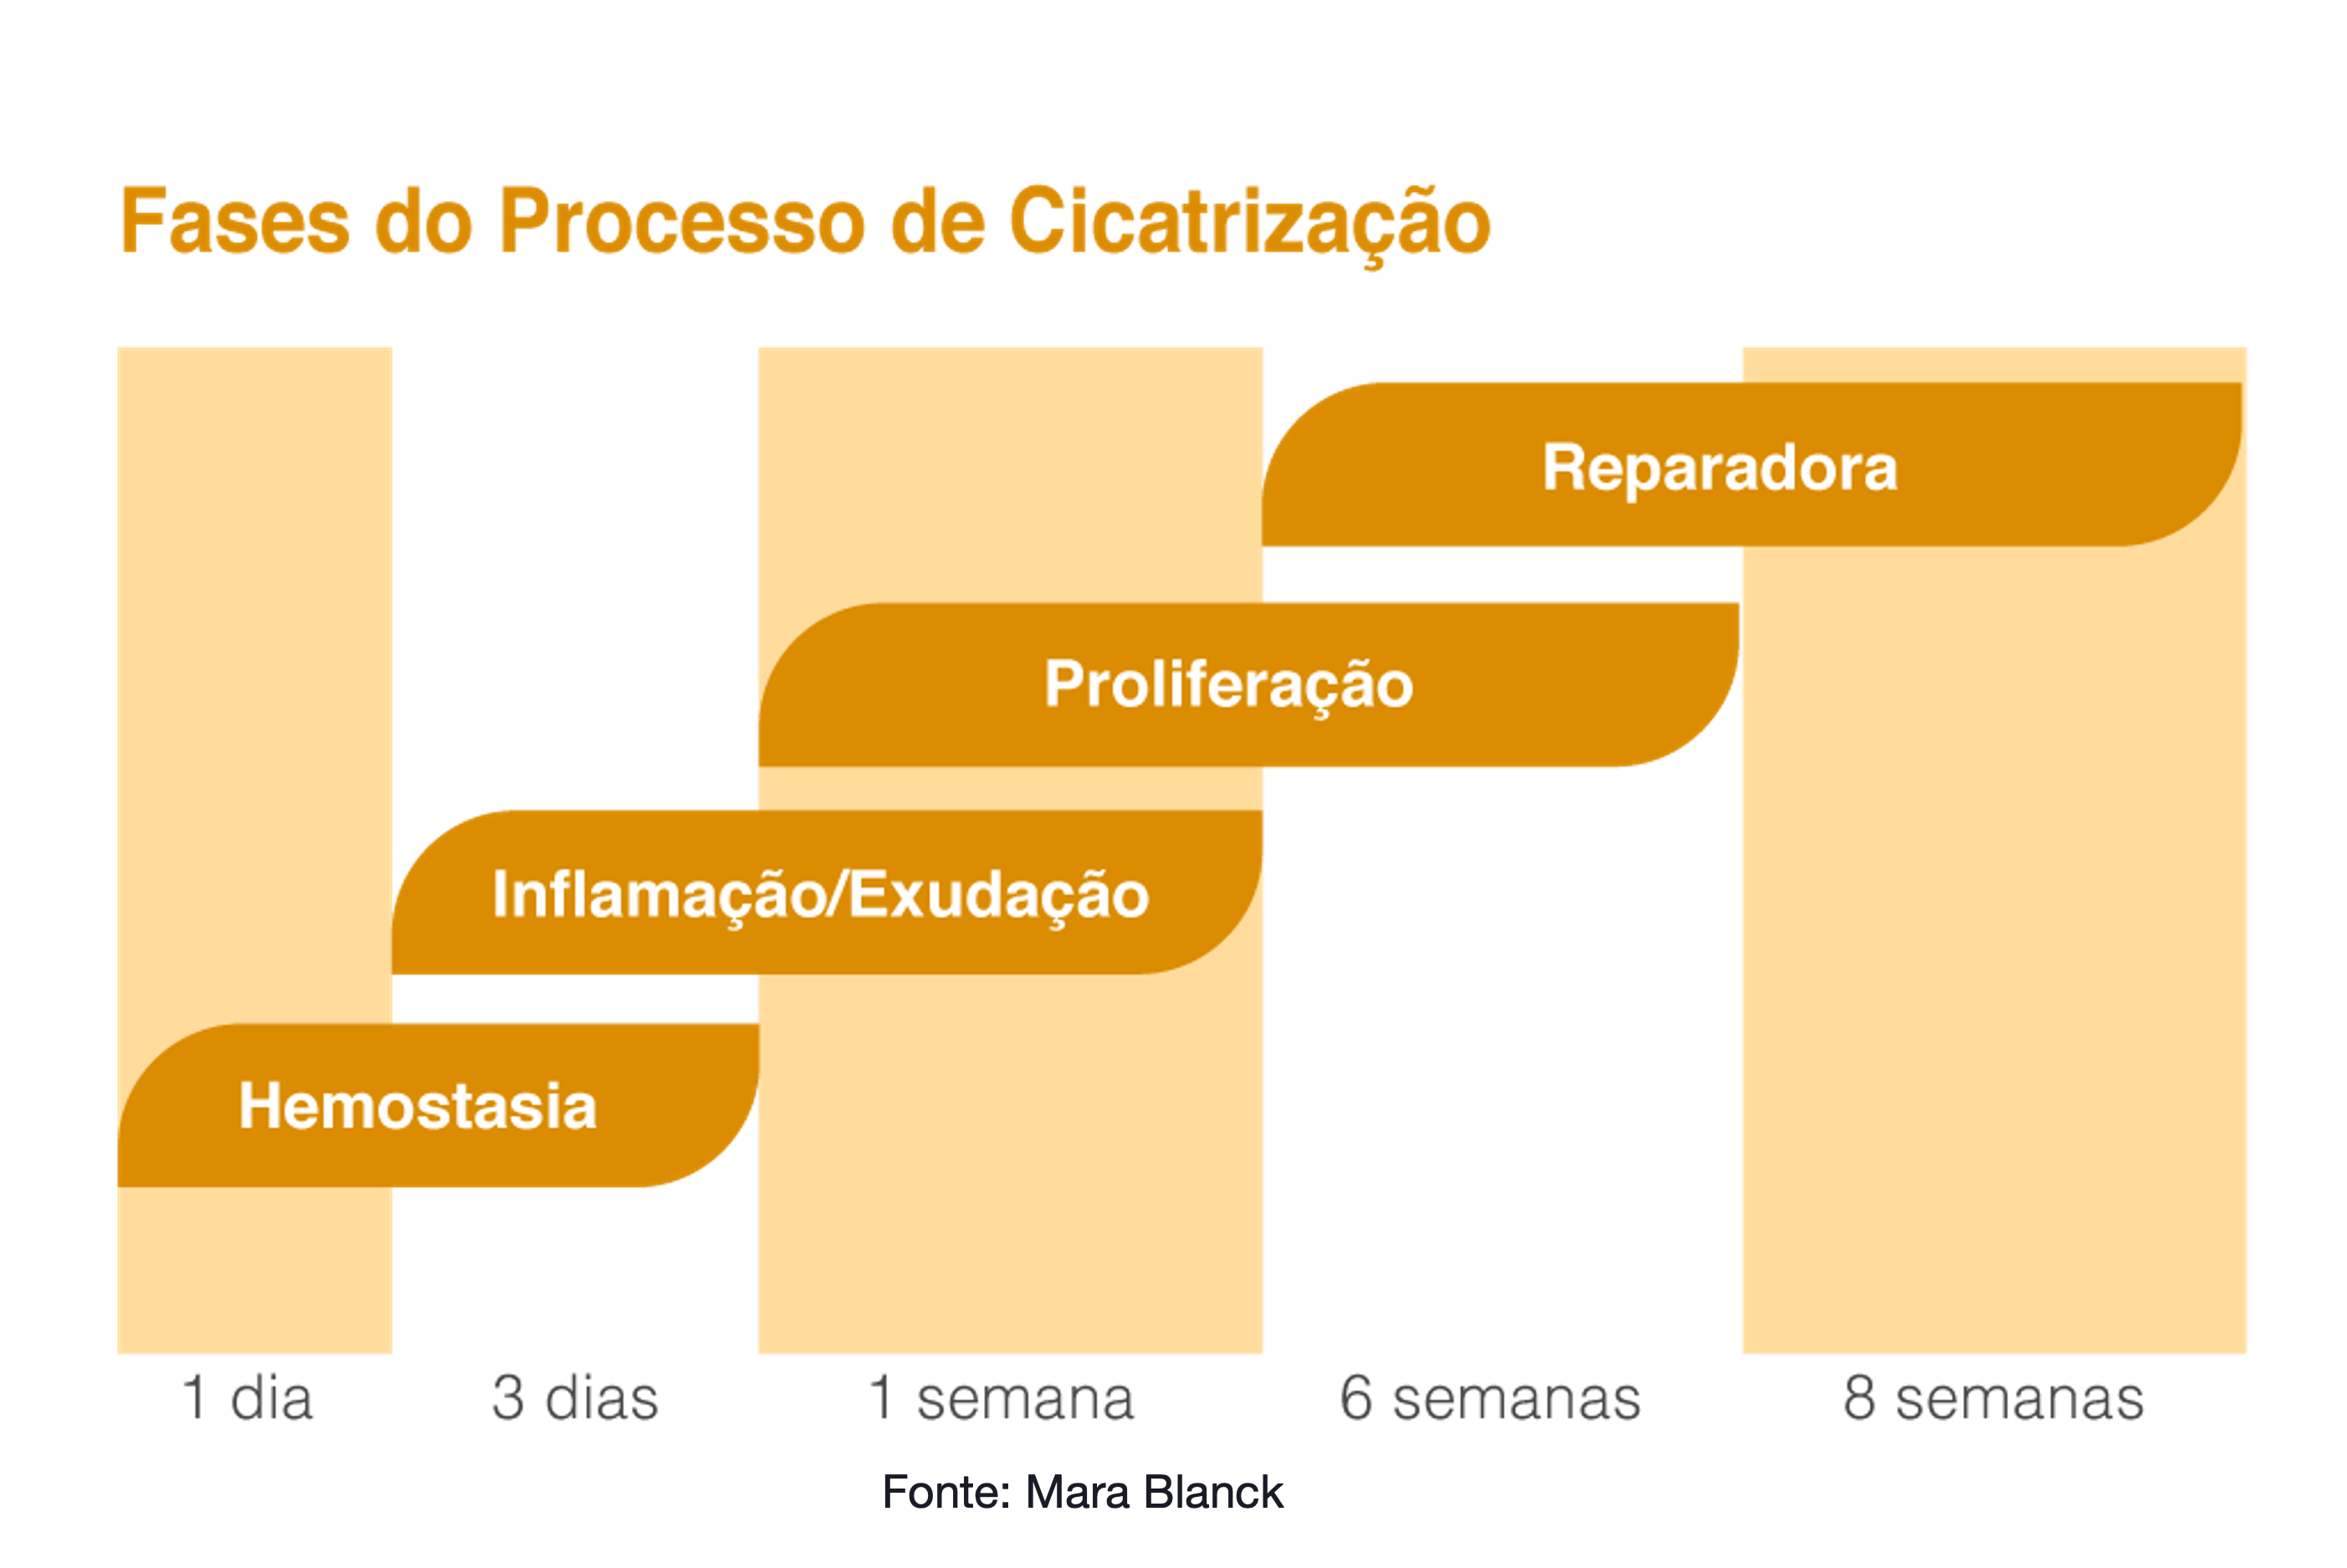 Fases do Processo de Cicatrização
Reparadora
Proliferação
Inflamação/Exudação
Hemostasia
1 dia
3 dias
1 semana
6 semanas
8 semanas
Fonte: Mara Blanck